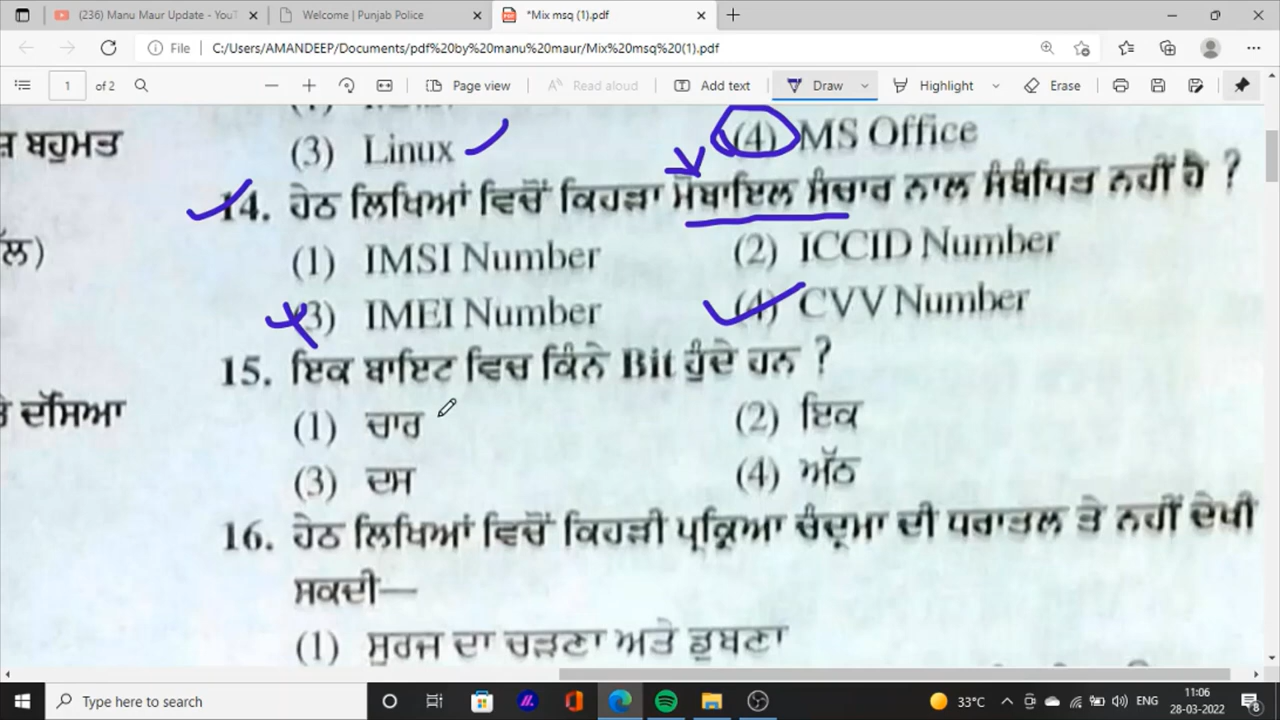 (236) Manu Maur Update - YouT
Welcome | Punjab Police
*Mix msq (1).pdf
File
C:/Users/AMANDEEP/Documents/pdf%20by%20manu%20maur/Mix%20msq%20(1).pdf
1 of 2
Page view
Read aloud
Add text
Draw
Highlight
Erase
ਬਹੁਮਤ
(3) Linux
(4) MS Office
14. ਹੇਠ ਲਿਖਿਆਂ ਵਿਚੋਂ ਕਿਹੜਾ ਮੋਬਾਇਲ ਸੰਚਾਰ ਨਾਲ ਸੰਬੰਧਿਤ ਨਹੀਂ ਹੈ ?
(1) IMSI Number
(2) ICCID Number
(3) IMEI Number
(4) CVV Number
15. ਇਕ ਬਾਇਟ ਵਿਚ ਕਿੰਨੇ Bit ਹੁੰਦੇ ਹਨ ?
ਦੱਸਿਆ
(1) ਚਾਰ
(2) ਇਕ
(3) ਦਸ
(4) ਅੱਠ
16. ਹੇਠ ਲਿਖਿਆਂ ਵਿਚੋਂ ਕਿਹੜੀ ਪ੍ਰਕ੍ਰਿਆ ਚੰਦ੍ਰਮਾ ਦੀ ਧਰਾਤਲ ਤੇ ਨਹੀਂ ਦੇਖੀ
ਸਕਦੀ—
(1) ਸੂਰਜ ਦਾ ਚੜਣਾ ਅਤੇ ਡੁਬਣਾ
Type here to search
33°C
ENG
11:06
28-03-2022
8